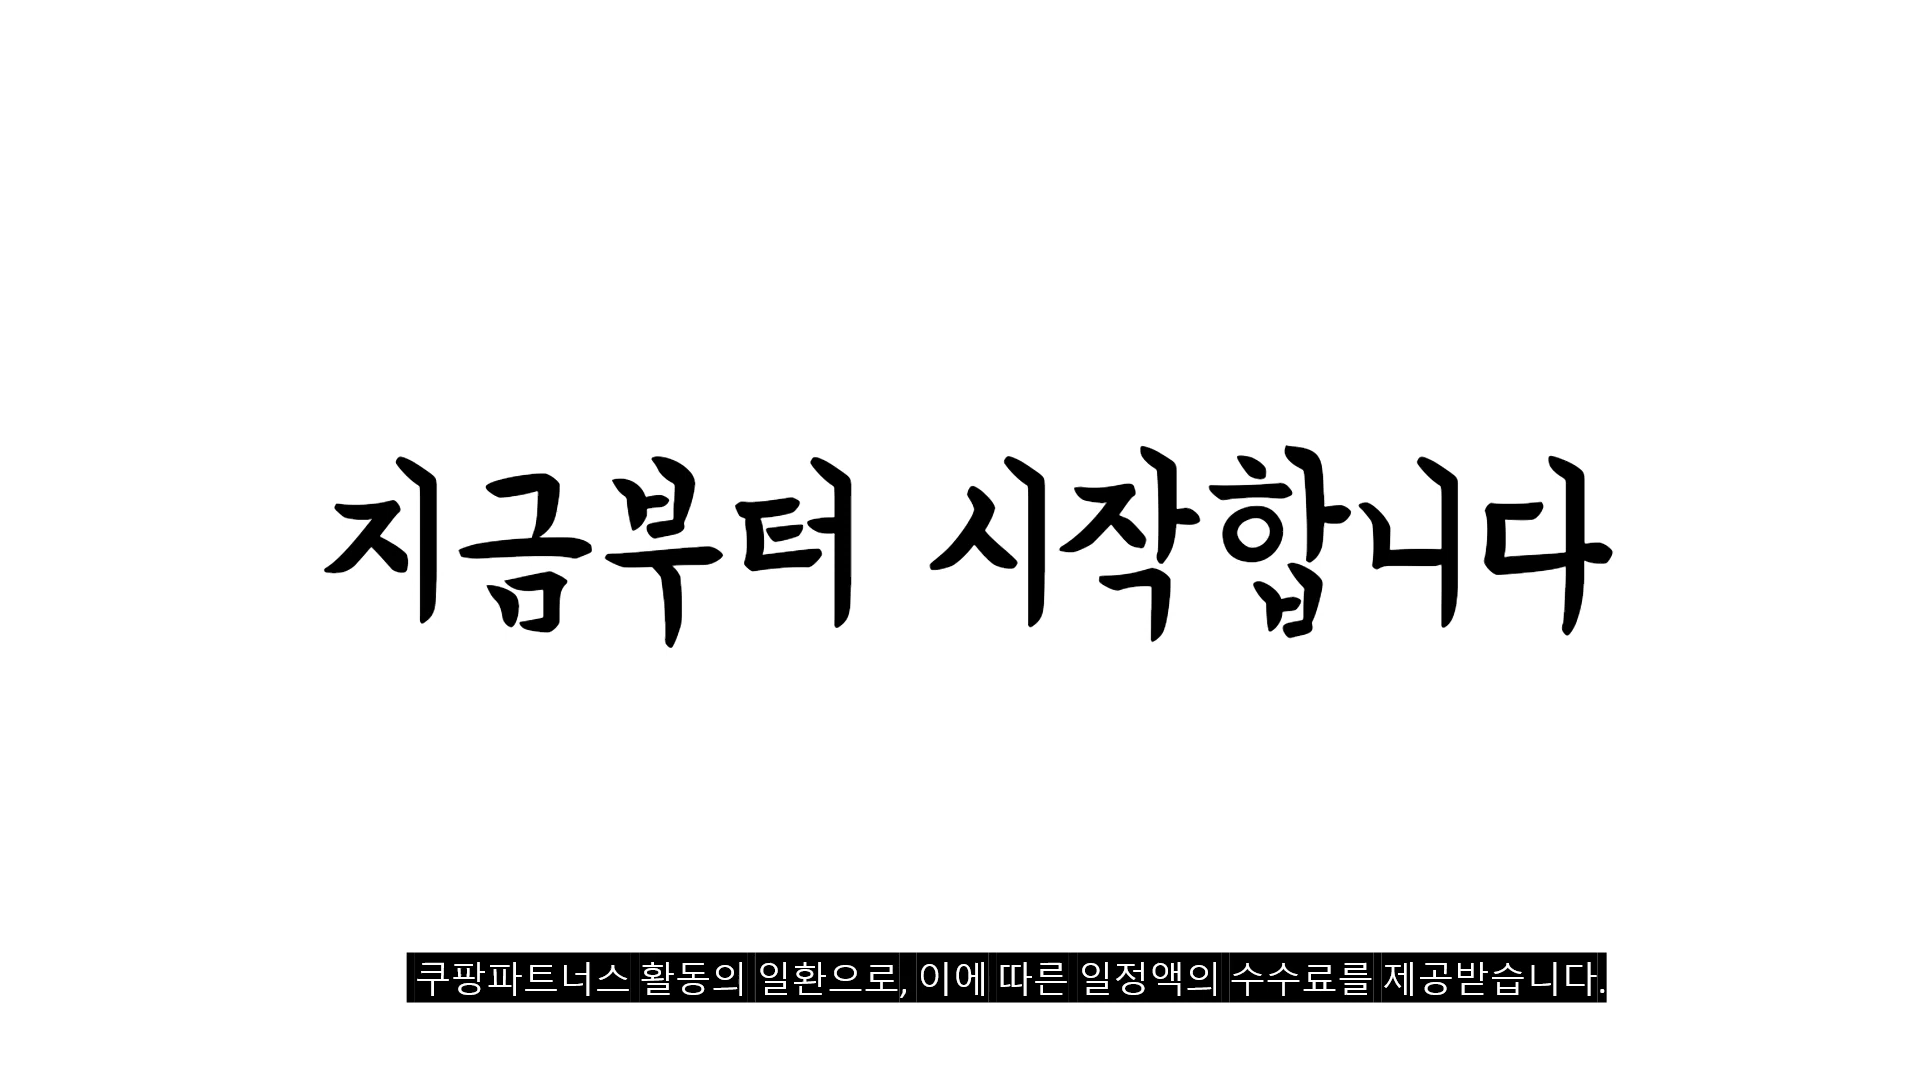 지금부터 시작합니다
쿠팡파트너스 활동의 일환으로, 이에 따른 일정액의 수수료를 제공받습니다.